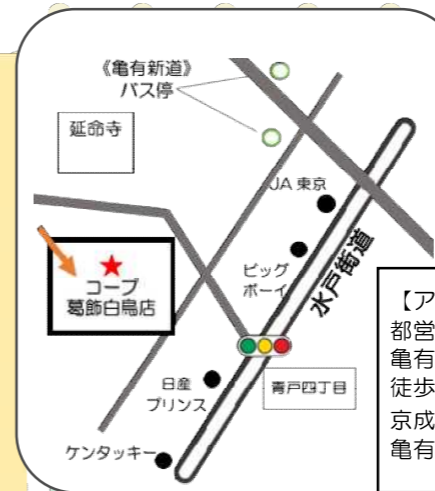 《亀有新道》
バス停
延命寺
JA 東京
水戸街道
ビッグ
ボーイ
コープ
葛飾白鳥店
日産
プリンス
青戸四丁目
ケンタッキー
【ア
都営
亀有
徒歩
京成
亀有